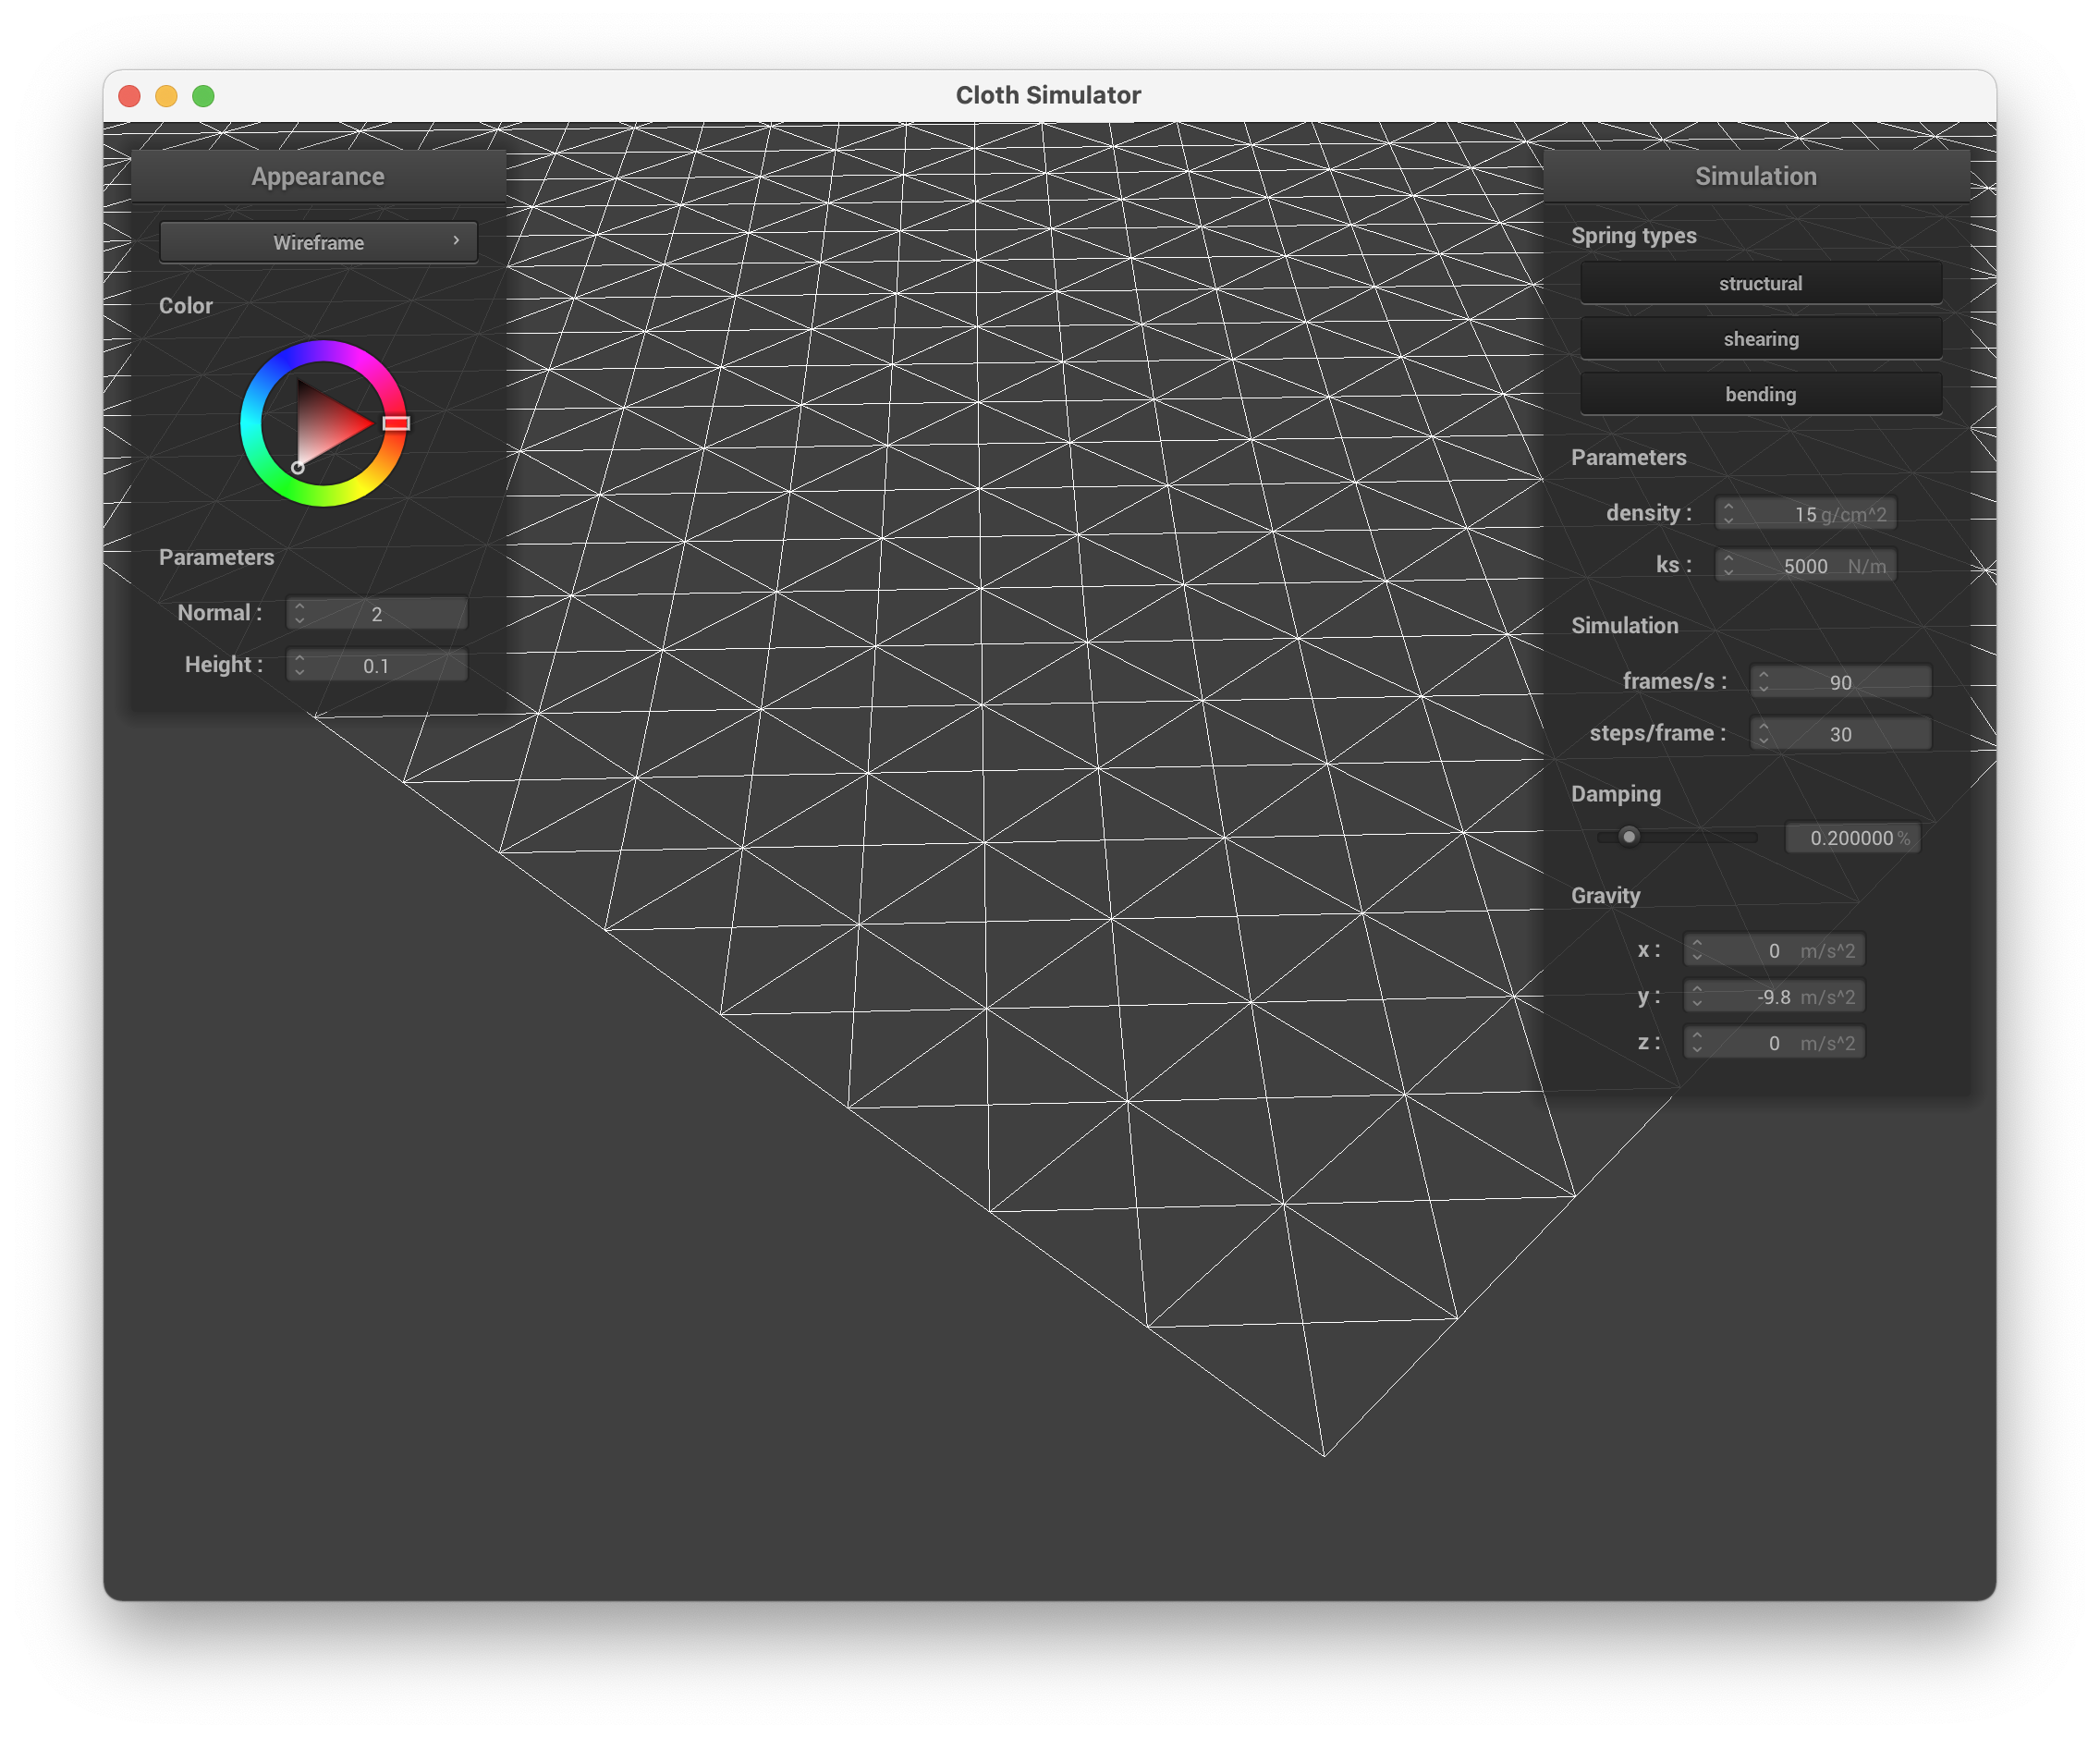 Cloth Simulator
Appearance
Wireframe
Color
Parameters
Normal : 2
Height : 0.1
Simulation
Spring types
structural
shearing
bending
Parameters
density : 15 g/cm^2
ks : 5000 N/m
Simulation
frames/s : 90
steps/frame : 30
Damping
0.200000 %
Gravity
x : 0 m/s^2
y : -9.8 m/s^2
z : 0 m/s^2